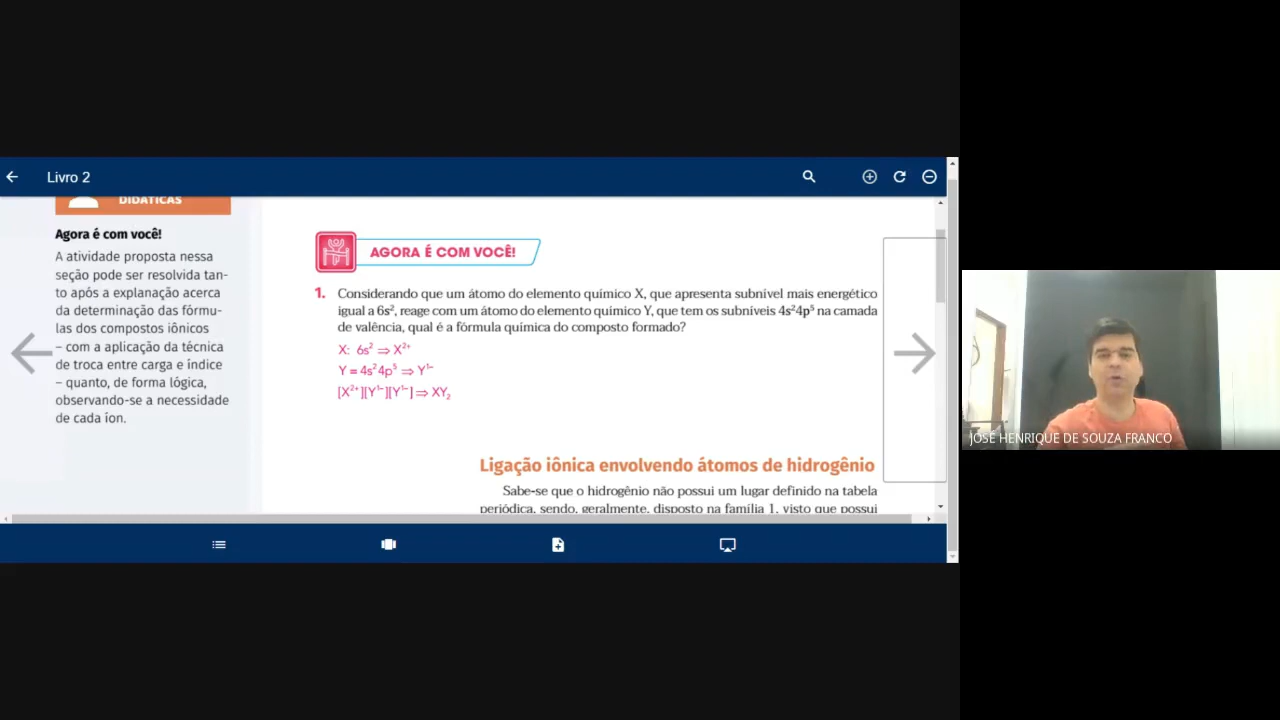 Livro 2
DIDÁTICAS
Agora é com você!
A atividade proposta nessa
seção pode ser resolvida tan-
to após a explanação acerca
da determinação das fórmu-
las dos compostos iônicos
– com a aplicação da técnica
de troca entre carga e índice
– quanto, de forma lógica,
observando-se a necessidade
de cada íon.
AGORA É COM VOCÊ!
1. Considerando que um átomo do elemento químico X, que apresenta subnível mais energético
igual a 6s², reage com um átomo do elemento químico Y, que tem os subníveis 4s²4p⁵ na camada
de valência, qual é a fórmula química do composto formado?
X: 6s² ⇒ X²⁺
Y = 4s²4p⁵ ⇒ Y¹⁻
[X²⁺][Y¹⁻][Y¹⁻] ⇒ XY₂
Ligação iônica envolvendo átomos de hidrogênio
Sabe-se que o hidrogênio não possui um lugar definido na tabela
periódica, sendo, geralmente, disposto na família 1, visto que possui
JOSÉ HENRIQUE DE SOUZA FRANCO